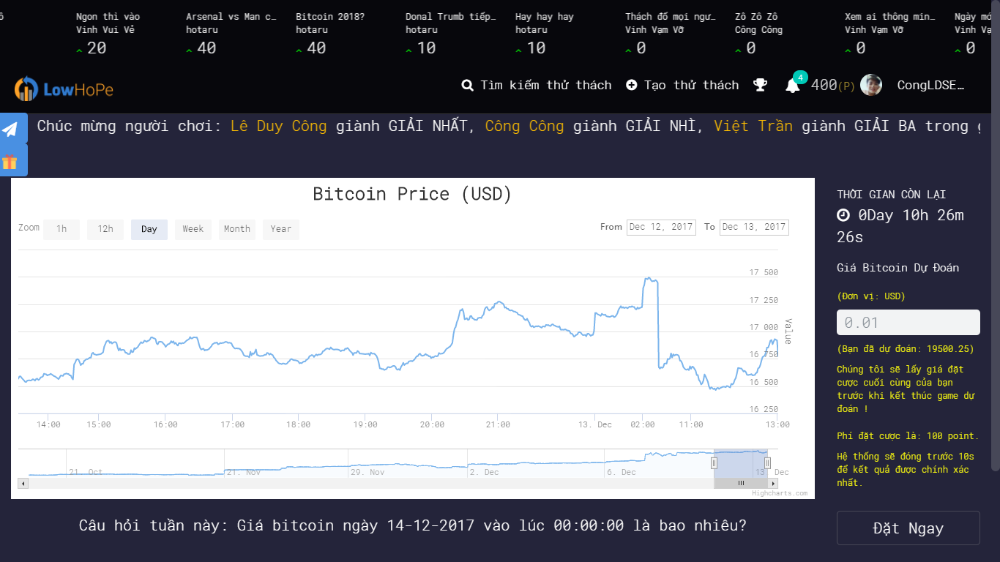 Ngon thì vào
Vinh Vui Vẻ
20
Arsenal vs Man c…
hotaru
40
Bitcoin 2018?
hotaru
40
Donal Trumb tiếp…
hotaru
10
Hay hay hay
hotaru
10
Thách đố mọi ngư…
Vinh Vạm Vỡ
0
Zô Zô Zô
Công Công
0
Xem ai thông min…
Vinh Vạm Vỡ
0
Ngày mớ
Vinh Vạ
0
LowHoPe
Tìm kiếm thử thách
Tạo thử thách
4
400(P)
CongLDSE…
Chúc mừng người chơi: Lê Duy Công giành GIẢI NHẤT, Công Công giành GIẢI NHÌ, Việt Trần giành GIẢI BA trong g
Bitcoin Price (USD)
Zoom 1h 12h Day Week Month Year
From Dec 12, 2017 To Dec 13, 2017
17 500
17 250
17 000
16 750
16 500
16 250
Value
14:00 15:00 16:00 17:00 18:00 19:00 20:00 21:00 13. Dec 02:00 11:00 13:00
21. Oct 21. Nov 29. Nov 2. Dec 6. Dec 13 Dec
Highcharts.com
Câu hỏi tuần này: Giá bitcoin ngày 14-12-2017 vào lúc 00:00:00 là bao nhiêu?
THỜI GIAN CÒN LẠI
0Day 10h 26m
26s
Giá Bitcoin Dự Đoán
(Đơn vị: USD)
0.01
(Bạn đã dự đoán: 19500.25)
Chúng tôi sẽ lấy giá đặt
cược cuối cùng của bạn
trước khi kết thúc game dự
đoán !
Phí đặt cược là: 100 point.
Hệ thống sẽ đóng trước 10s
để kết quả được chính xác
nhất.
Đặt Ngay